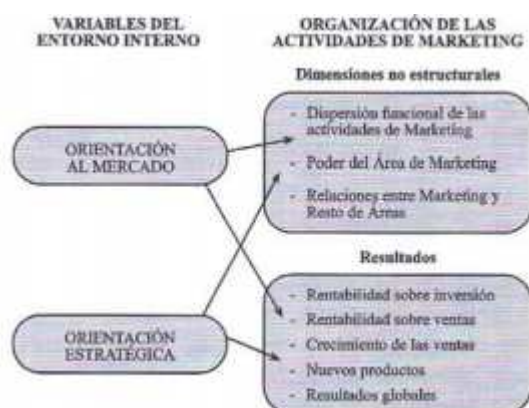 VARIABLES DEL
ENTORNO INTERNO
ORIENTACIÓN
AL MERCADO
ORIENTACIÓN
ESTRATÉGICA
ORGANIZACIÓN DE LAS
ACTIVIDADES DE MARKETING
Dimensiones no estructurales
- Dispersión funcional de las
actividades de Marketing
- Poder del Área de Marketing
- Relaciones entre Marketing y
Resto de Áreas
Resultados
- Rentabilidad sobre inversión
- Rentabilidad sobre ventas
- Crecimiento de las ventas
- Nuevos productos
- Resultados globales